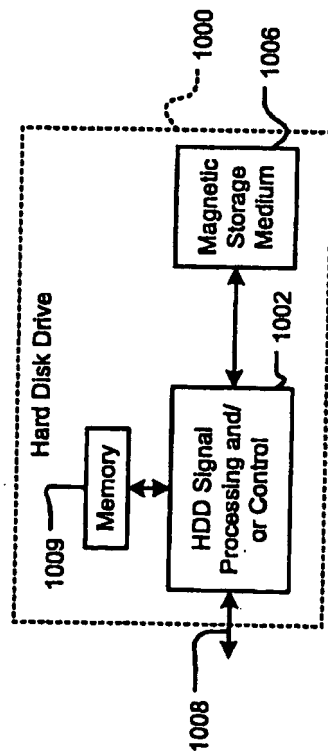 Hard Disk Drive
1000
1009
Memory
HDD Signal
Processing and/
or Control
Magnetic
Storage
Medium
1006
1002
1008